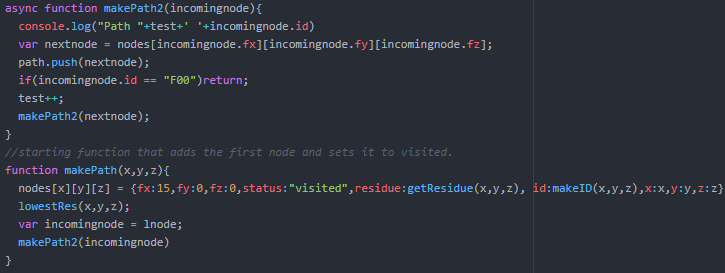 async function makePath2(incomingnode){
  console.log("Path "+test+' '+incomingnode.id)
  var nextnode = nodes[incomingnode.fx][incomingnode.fy][incomingnode.fz];
  path.push(nextnode);
  if(incomingnode.id == "F00")return;
  test++;
  makePath2(nextnode);
}
//starting function that adds the first node and sets it to visited.
function makePath(x,y,z){
  nodes[x][y][z] = {fx:15,fy:0,fz:0,status:"visited",residue:getResidue(x,y,z), id:makeID(x,y,z),x:x,y:y,z:z}
  lowestRes(x,y,z);
  var incomingnode = lnode;
  makePath2(incomingnode)
}